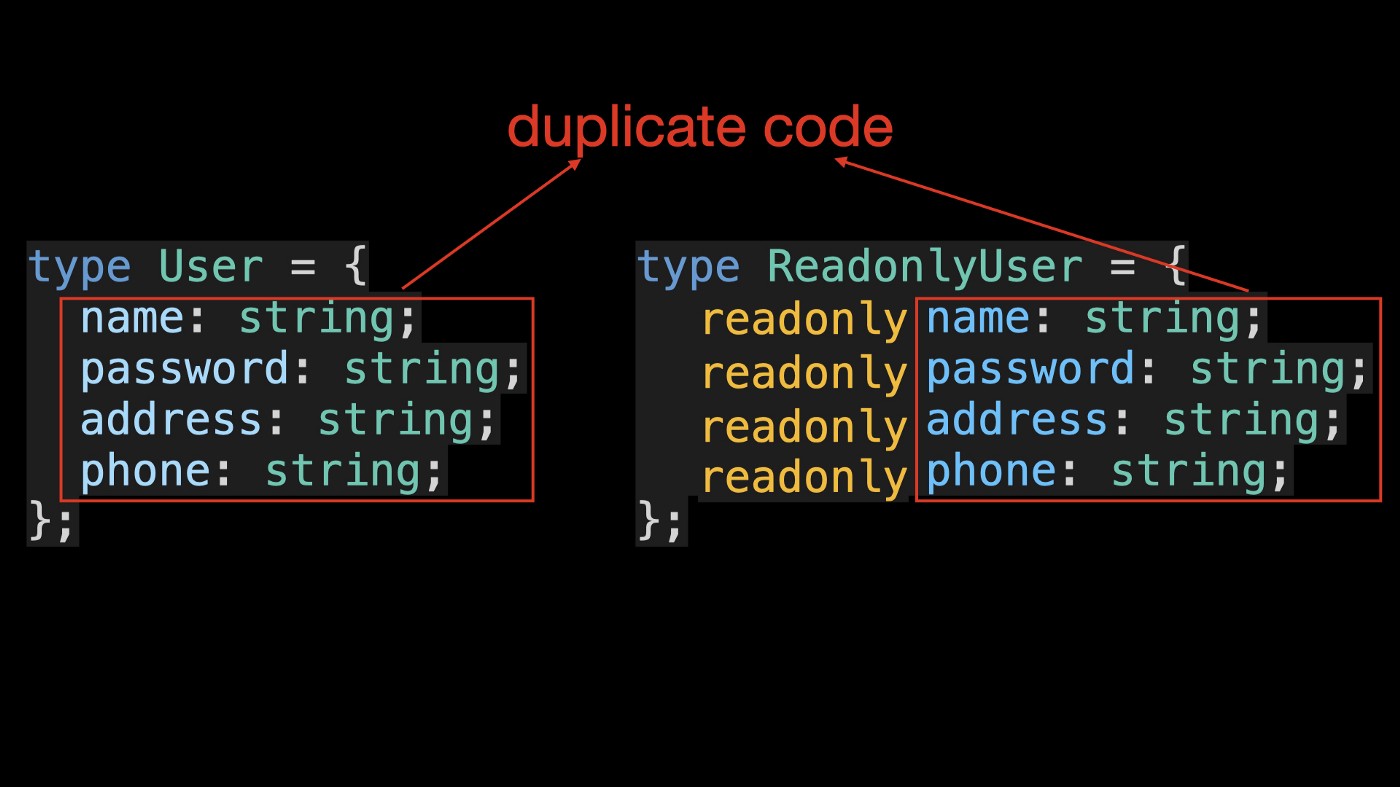 duplicate code
type User = {
name: string;
password: string;
address: string;
phone: string;
};
type ReadonlyUser = {
readonly name: string;
readonly password: string;
readonly address: string;
readonly phone: string;
};